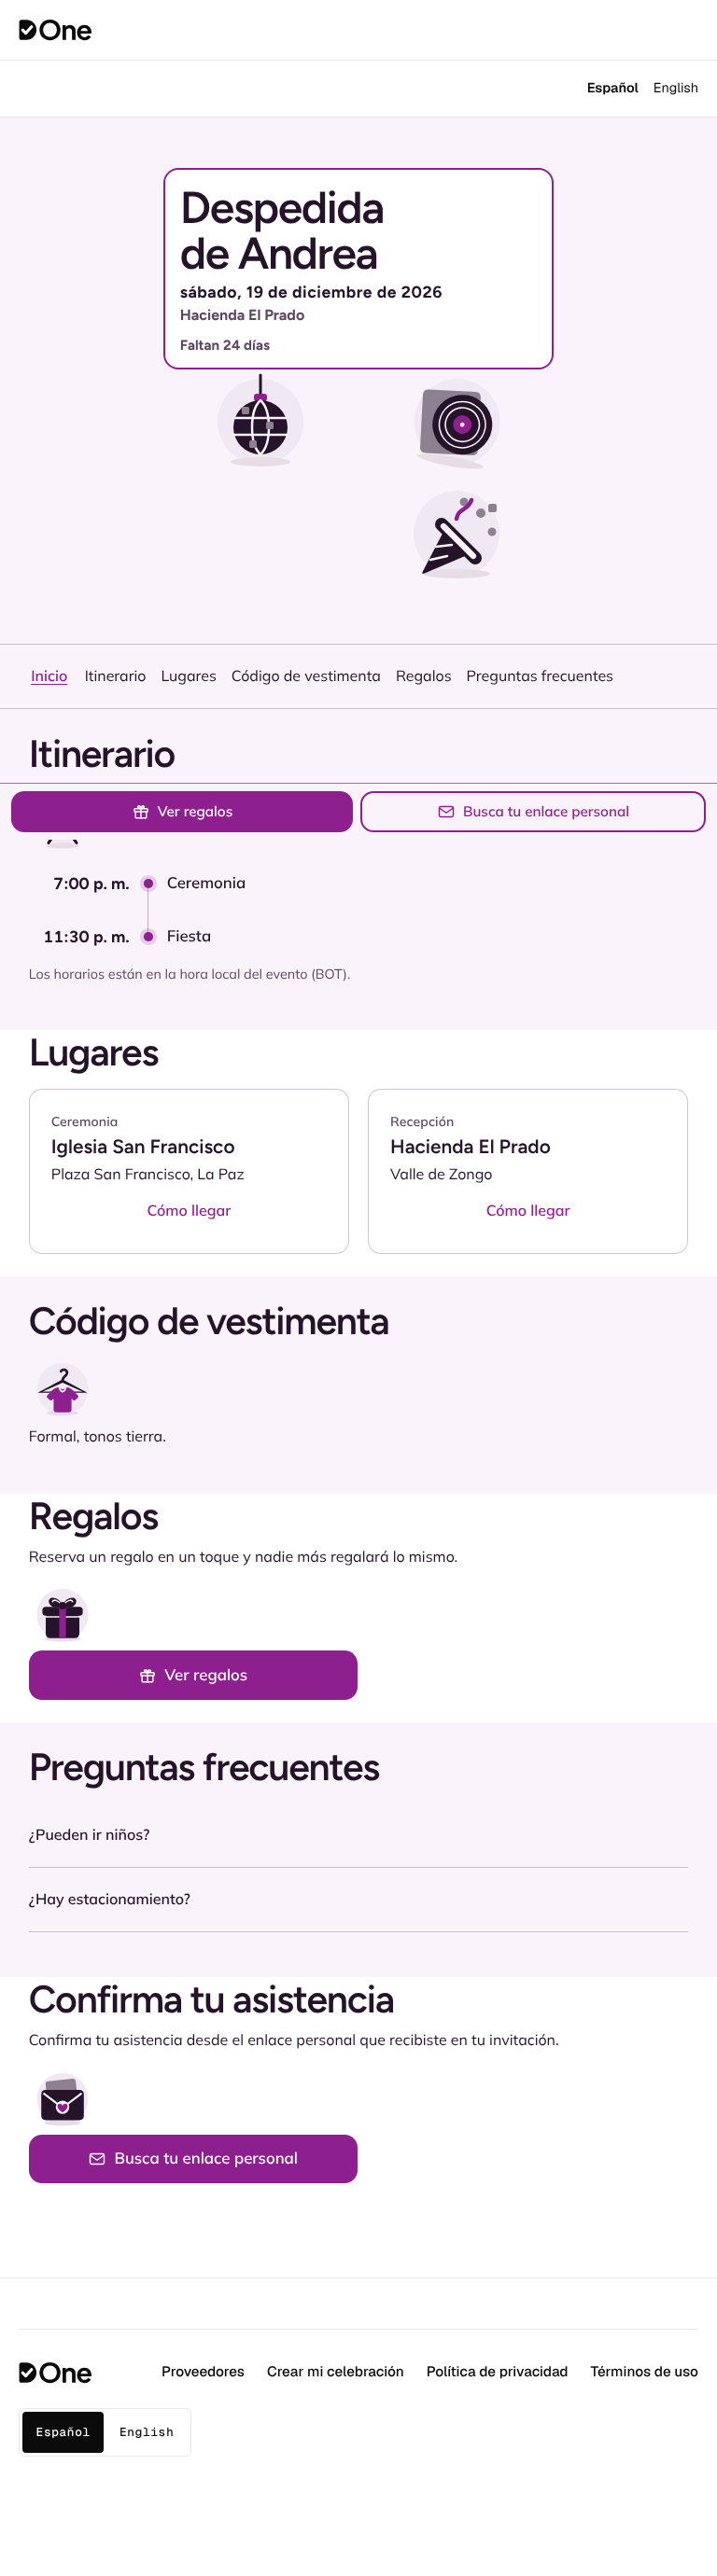 One
Español English
Despedida
de Andrea
sábado, 19 de diciembre de 2026
Hacienda El Prado
Faltan 24 días
Inicio Itinerario Lugares Código de vestimenta Regalos Preguntas frecuentes
Itinerario
Ver regalos
Busca tu enlace personal
7:00 p. m. Ceremonia
11:30 p. m. Fiesta
Los horarios están en la hora local del evento (BOT).
Lugares
Ceremonia
Iglesia San Francisco
Plaza San Francisco, La Paz
Cómo llegar
Recepción
Hacienda El Prado
Valle de Zongo
Cómo llegar
Código de vestimenta
Formal, tonos tierra.
Regalos
Reserva un regalo en un toque y nadie más regalará lo mismo.
Ver regalos
Preguntas frecuentes
¿Pueden ir niños?
¿Hay estacionamiento?
Confirma tu asistencia
Confirma tu asistencia desde el enlace personal que recibiste en tu invitación.
Busca tu enlace personal
One
Proveedores Crear mi celebración Política de privacidad Términos de uso
Español English